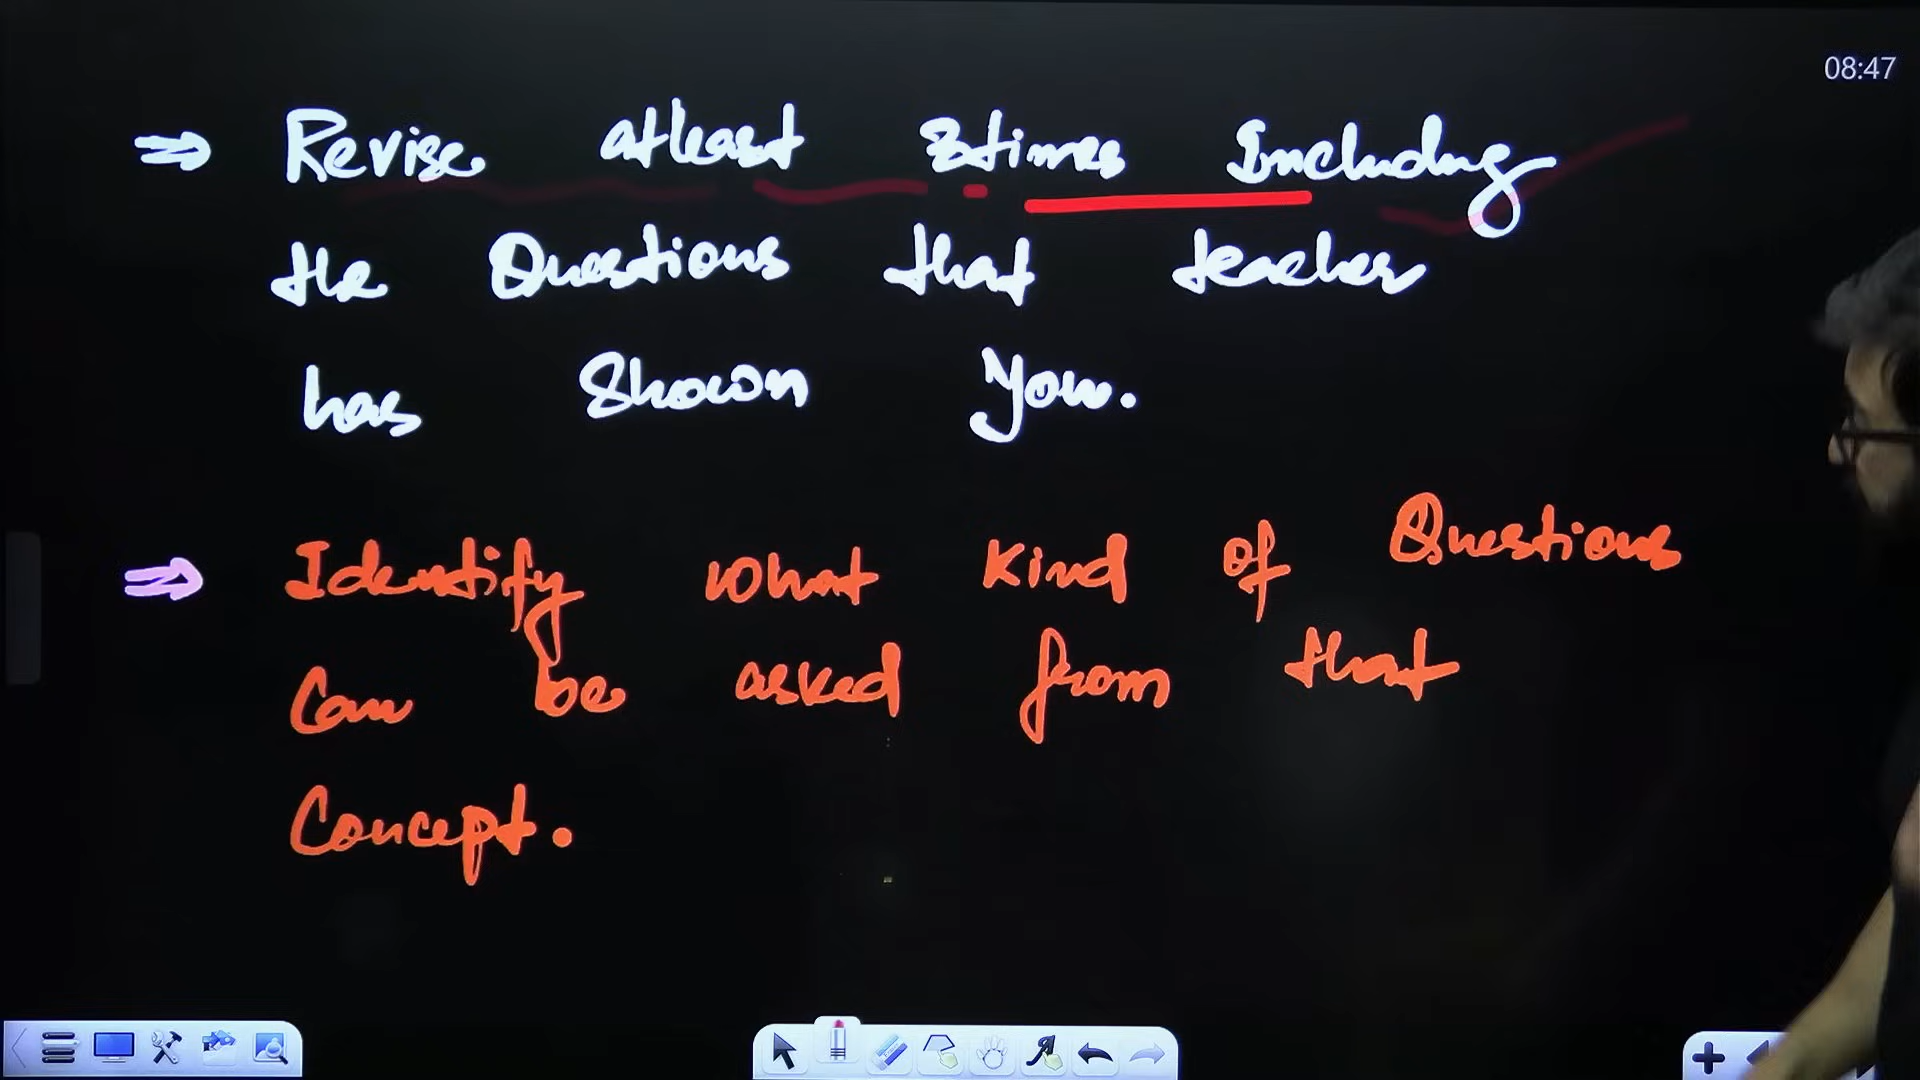 08:47
⇒ Revise atleast 3times Including
the Questions that teacher
has Shown you.
⇒ Identify what kind of Questions
Can be asked from that
Concept.